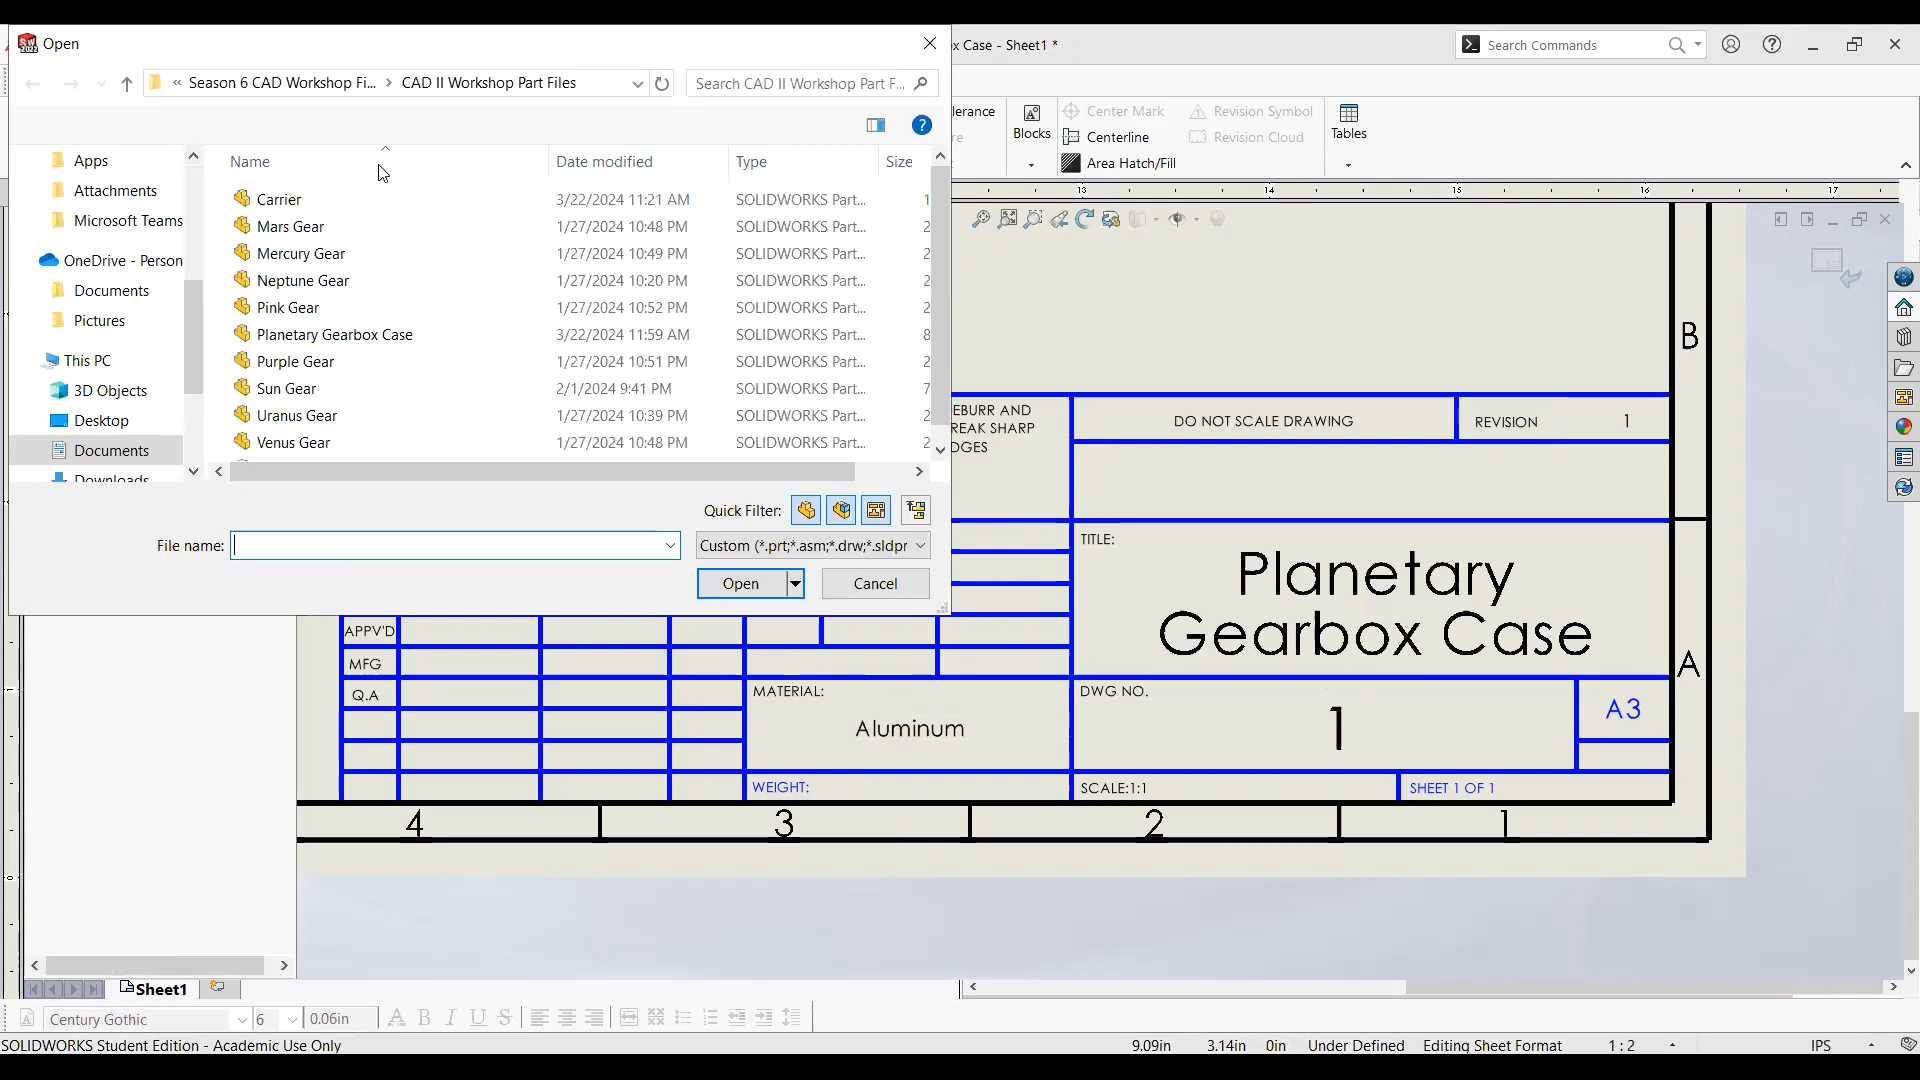 Open
x Case - Sheet1 *
Search Commands
« Season 6 CAD Workshop Fi... > CAD II Workshop Part Files
Search CAD II Workshop Part F...
lerance
re
Blocks
Center Mark
Centerline
Area Hatch/Fill
Revision Symbol
Revision Cloud
Tables
Apps
Attachments
Microsoft Teams
OneDrive - Person
Documents
Pictures
This PC
3D Objects
Desktop
Documents
Downloads
Name Date modified Type Size
Carrier 3/22/2024 11:21 AM SOLIDWORKS Part... 1
Mars Gear 1/27/2024 10:48 PM SOLIDWORKS Part... 2
Mercury Gear 1/27/2024 10:49 PM SOLIDWORKS Part... 2
Neptune Gear 1/27/2024 10:20 PM SOLIDWORKS Part... 2
Pink Gear 1/27/2024 10:52 PM SOLIDWORKS Part... 2
Planetary Gearbox Case 3/22/2024 11:59 AM SOLIDWORKS Part... 8
Purple Gear 1/27/2024 10:51 PM SOLIDWORKS Part... 2
Sun Gear 2/1/2024 9:41 PM SOLIDWORKS Part... 7
Uranus Gear 1/27/2024 10:39 PM SOLIDWORKS Part... 2
Venus Gear 1/27/2024 10:48 PM SOLIDWORKS Part... 2
Quick Filter:
File name:
Custom (*.prt;*.asm;*.drw;*.sldpr
Open
Cancel
13 14 15 16 17
B
EBURR AND
REAK SHARP
DGES
DO NOT SCALE DRAWING
REVISION 1
TITLE:
Planetary
Gearbox Case
A
APPV'D
MFG
Q.A
MATERIAL:
Aluminum
DWG NO.
1
A3
WEIGHT:
SCALE:1:1
SHEET 1 OF 1
4 3 2 1
Sheet1
Century Gothic 6 0.06in
A B I U S
SOLIDWORKS Student Edition - Academic Use Only
9.09in 3.14in 0in Under Defined Editing Sheet Format 1 : 2 IPS